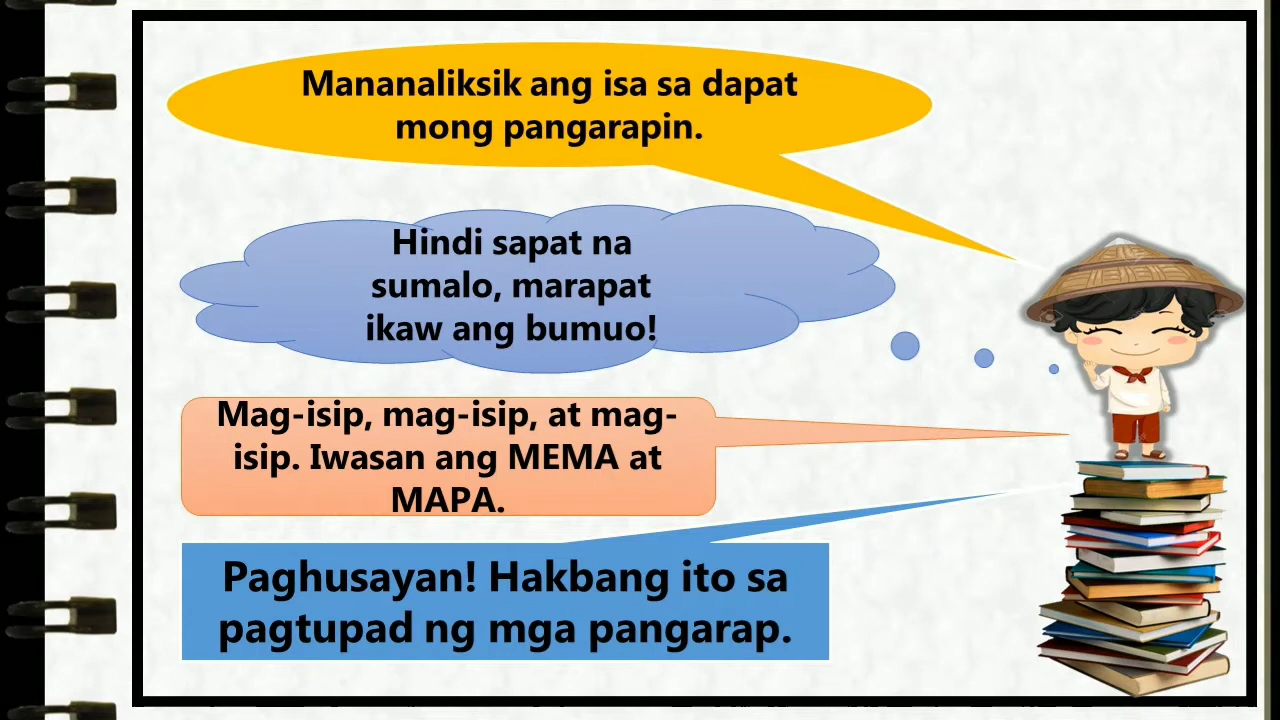 Mananaliksik ang isa sa dapat
mong pangarapin.
Hindi sapat na
sumalo, marapat
ikaw ang bumuo!
Mag-isip, mag-isip, at mag-
isip. Iwasan ang MEMA at
MAPA.
Paghusayan! Hakbang ito sa
pagtupad ng mga pangarap.